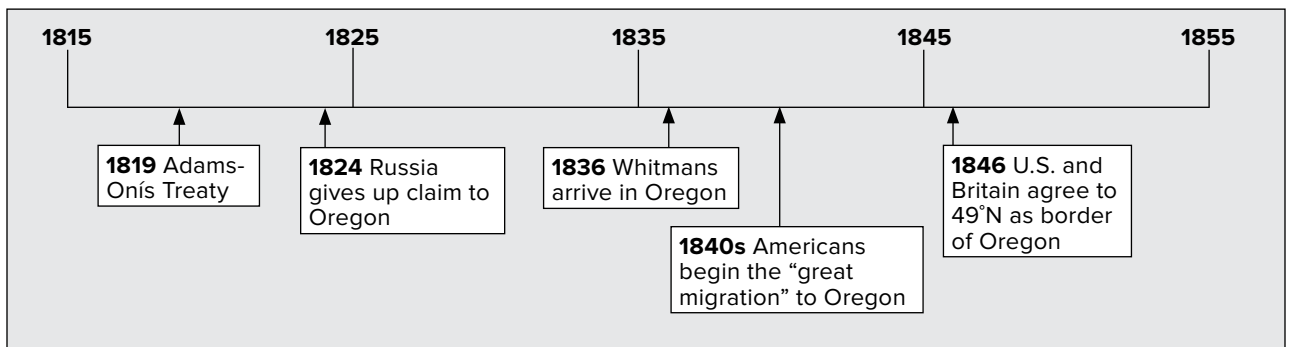 1815 1825 1835 1845 1855
1819 Adams-
Onís Treaty
1824 Russia
gives up claim to
Oregon
1836 Whitmans
arrive in Oregon
1840s Americans
begin the “great
migration” to Oregon
1846 U.S. and
Britain agree to
49°N as border
of Oregon